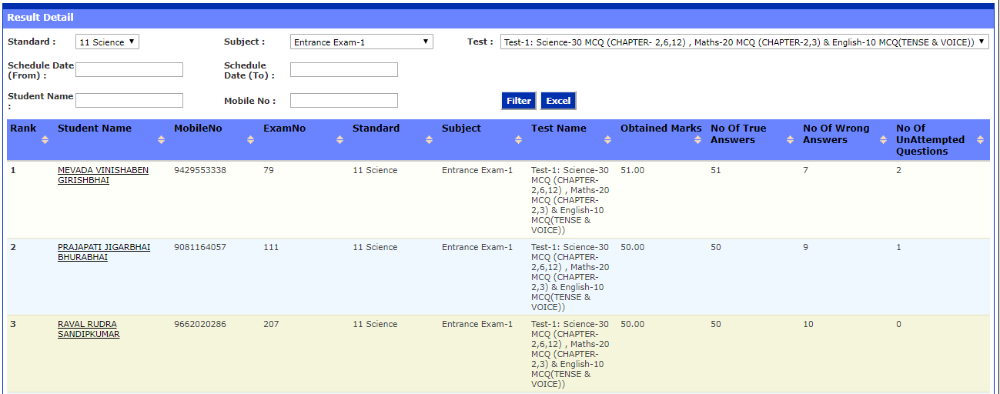 Result Detail
Standard : 11 Science Subject : Entrance Exam-1 Test : Test-1: Science-30 MCQ (CHAPTER- 2,6,12) , Maths-20 MCQ (CHAPTER-2,3) & English-10 MCQ(TENSE & VOICE))
Schedule Date (From) : Schedule Date (To) :
Student Name : Mobile No : Filter Excel
Rank Student Name MobileNo ExamNo Standard Subject Test Name Obtained Marks No Of True Answers No Of Wrong Answers No Of UnAttempted Questions
1 MEVADA VINISHABEN 9429553338 79 11 Science Entrance Exam-1 Test-1: Science-30 51.00 51 7 2
GIRISHBHAI MCQ (CHAPTER-
2,6,12) , Maths-20
MCQ (CHAPTER-
2,3) & English-10
MCQ(TENSE &
VOICE))
2 PRAJAPATI JIGARBHAI 9081164057 111 11 Science Entrance Exam-1 Test-1: Science-30 50.00 50 9 1
BHURABHAI MCQ (CHAPTER-
2,6,12) , Maths-20
MCQ (CHAPTER-
2,3) & English-10
MCQ(TENSE &
VOICE))
3 RAVAL RUDRA 9662020286 207 11 Science Entrance Exam-1 Test-1: Science-30 50.00 50 10 0
SANDIPKUMAR MCQ (CHAPTER-
2,6,12) , Maths-20
MCQ (CHAPTER-
2,3) & English-10
MCQ(TENSE &
VOICE))